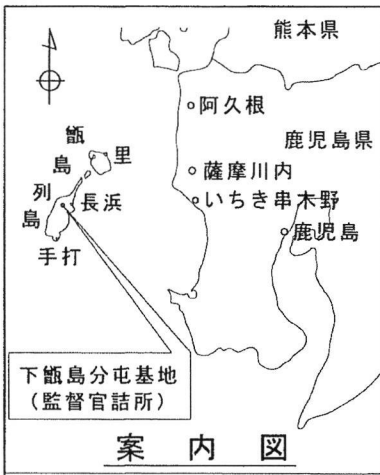 熊本県
阿久根
鹿児島県
甑島列島
里
薩摩川内
長浜
いちき串木野
手打
鹿児島
下甑島分屯基地
(監督官詰所)
案内図